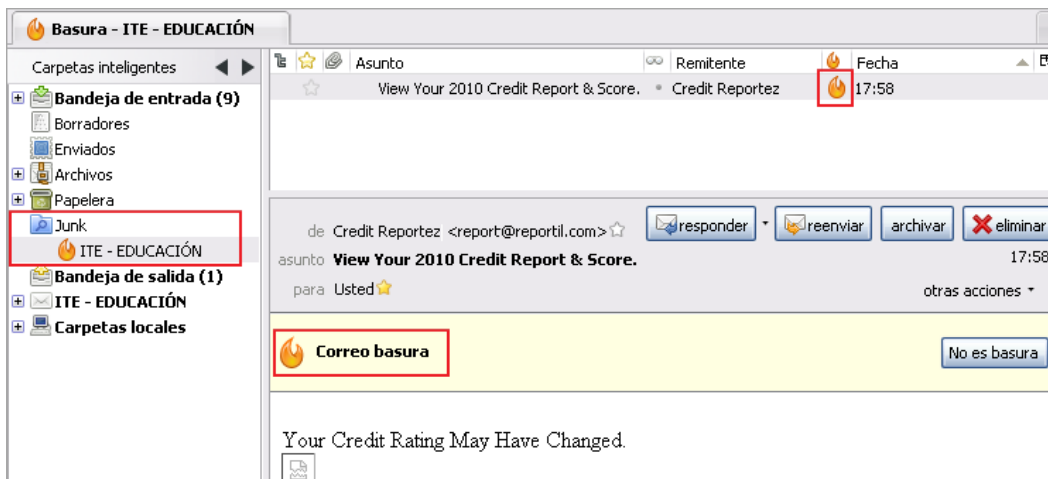 Basura - ITE - EDUCACIÓN
Carpetas inteligentes
Bandeja de entrada (9)
Borradores
Enviados
Archivos
Papelera
Junk
ITE - EDUCACIÓN
Bandeja de salida (1)
ITE - EDUCACIÓN
Carpetas locales
Asunto Remitente Fecha
View Your 2010 Credit Report & Score. Credit Reportez 17:58
de Credit Reportez <report@reportil.com> responder reenviar archivar eliminar
asunto View Your 2010 Credit Report & Score. 17:58
para Usted otras acciones
Correo basura No es basura
Your Credit Rating May Have Changed.